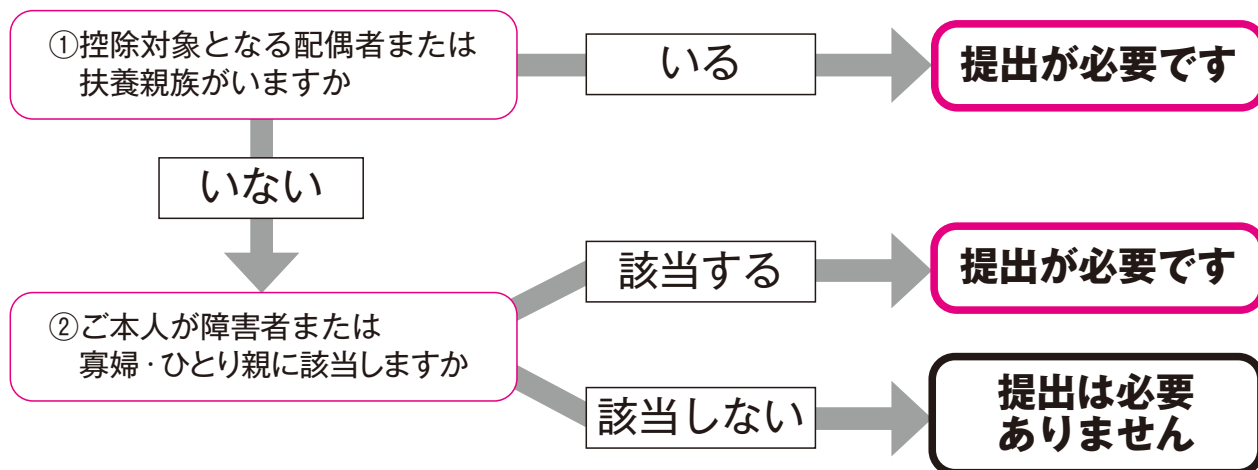 ①控除対象となる配偶者または
扶養親族がいますか
いる
提出が必要です
いない
②ご本人が障害者または
寡婦・ひとり親に該当しますか
該当する
提出が必要です
該当しない
提出は必要
ありません